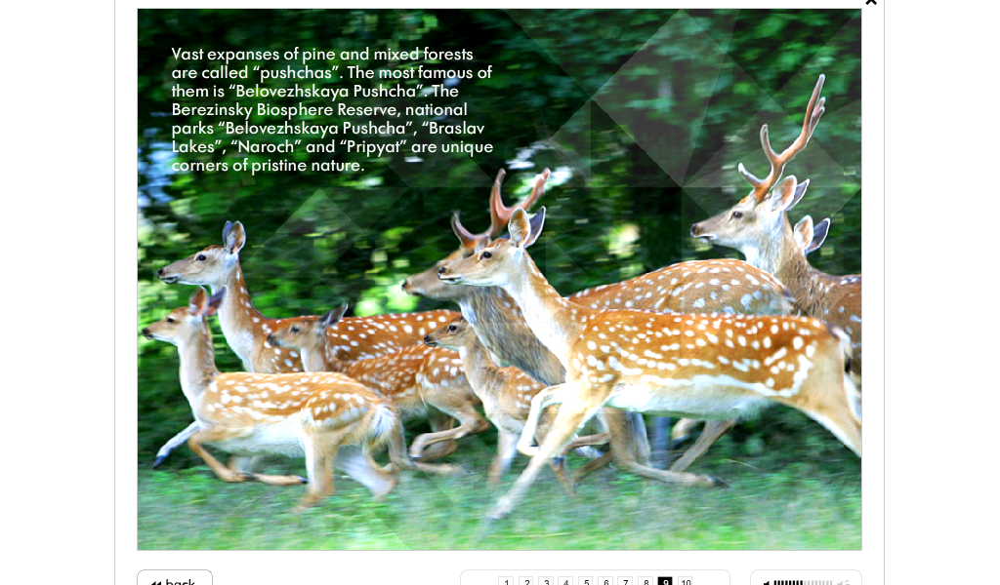 Vast expanses of pine and mixed forests
are called “pushchas”. The most famous of
them is “Belovezhskaya Pushcha”. The
Berezinsky Biosphere Reserve, national
parks “Belovezhskaya Pushcha”, “Braslav
Lakes”, “Naroch” and “Pripyat” are unique
corners of pristine nature.
back 1 2 3 4 5 6 7 8 9 10